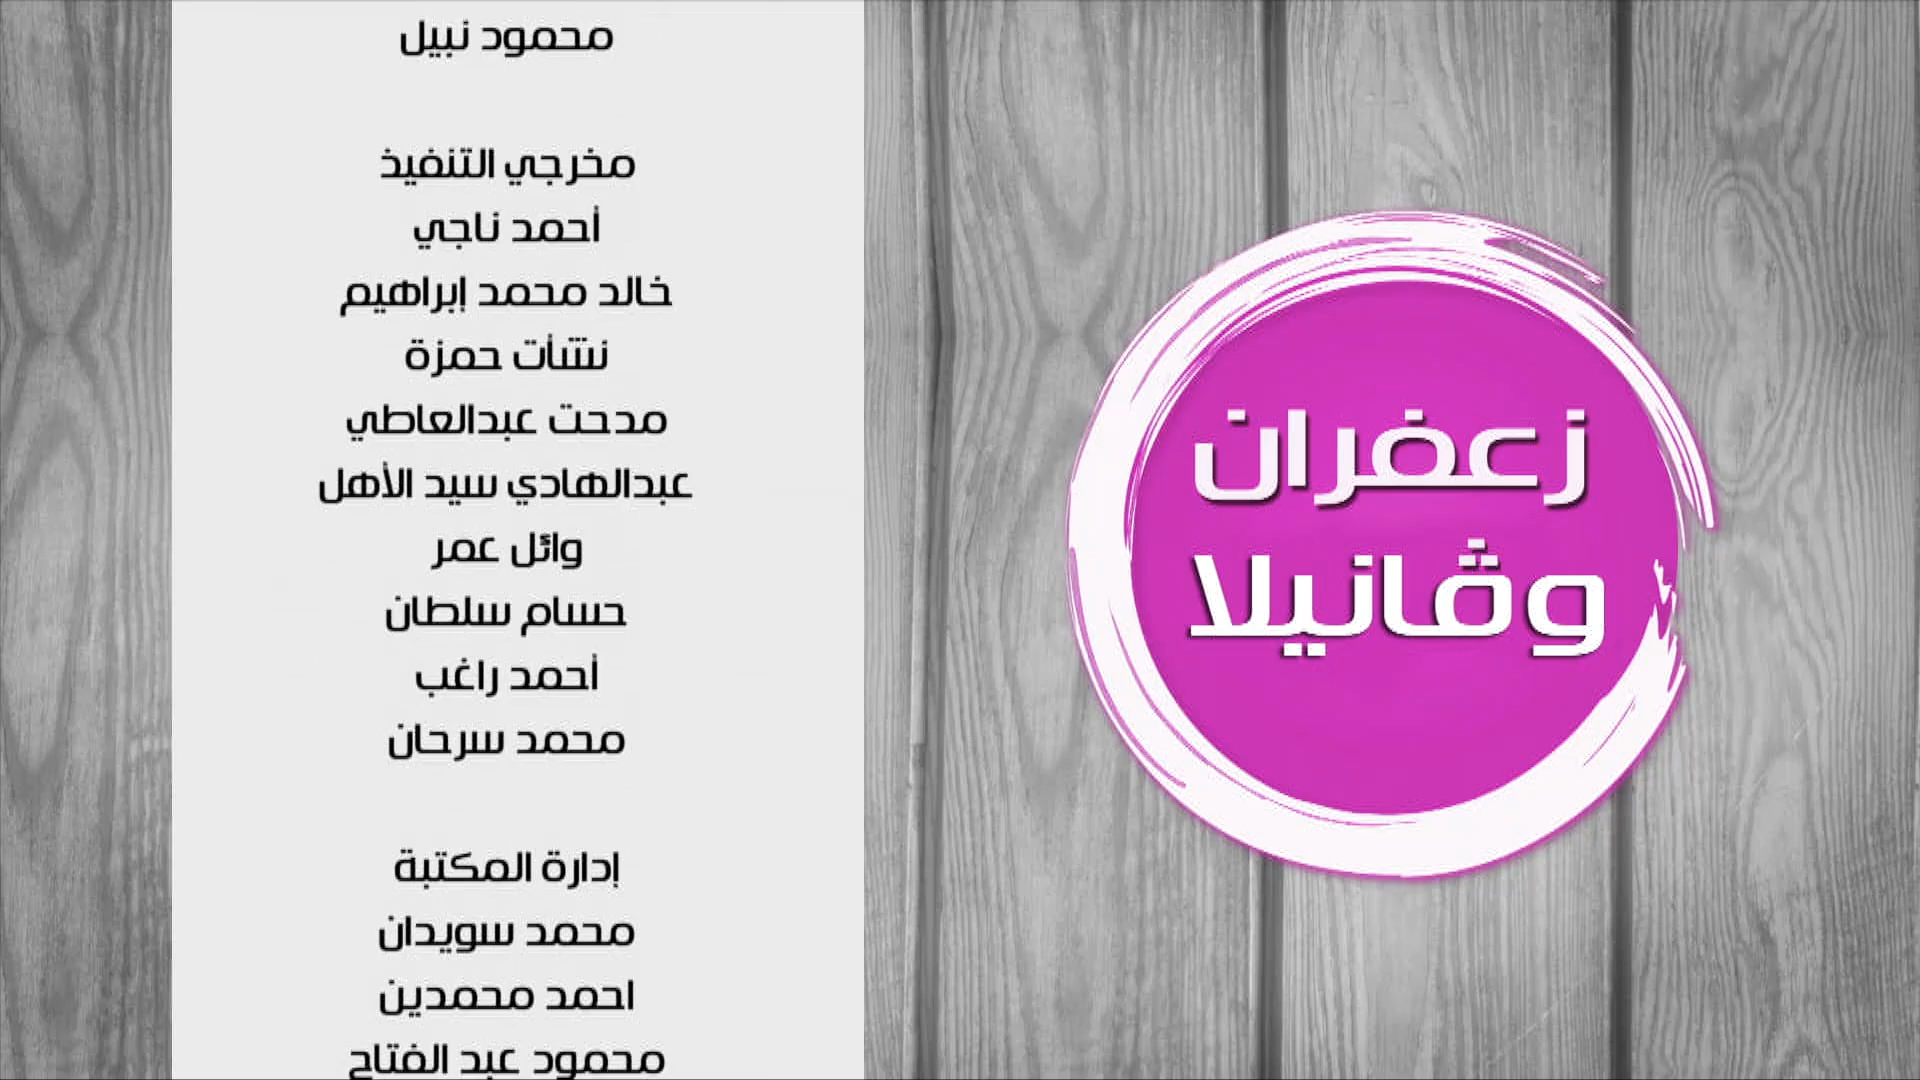 محمود نبيل
مخرجي التنفيذ
أحمد ناجي
خالد محمد إبراهيم
نشأت حمزة
مدحت عبدالعاطي
عبدالهادي سيد الأهل
وائل عمر
حسام سلطان
أحمد راغب
محمد سرحان
إدارة المكتبة
محمد سويدان
احمد محمدين
محمود عبد الفتاح
زعفران
وڤانيلا